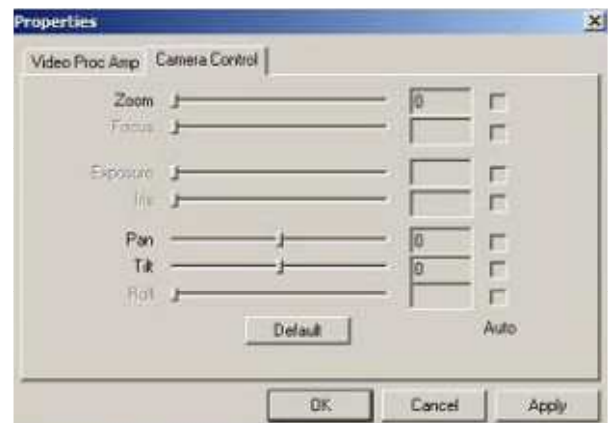 Properties
Video Proc Amp Camera Control
Zoom 0
Focus
Exposure
Iris
Pan 0
Tilt 0
Roll
Default Auto
OK Cancel Apply